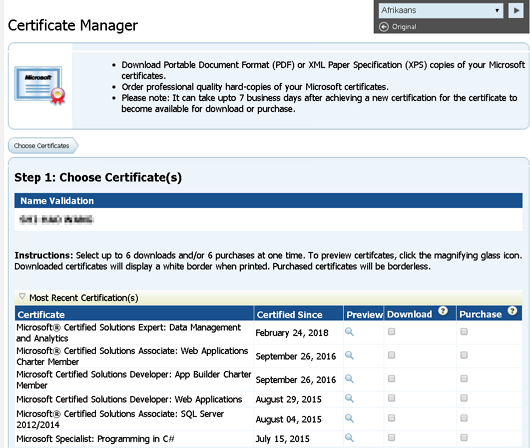 Certificate Manager
Afrikaans
Original
Microsoft
Download Portable Document Format (PDF) or XML Paper Specification (XPS) copies of your Microsoft
certificates.
Order professional quality hard-copies of your Microsoft certificates.
Please note: It can take upto 7 business days after achieving a new certification for the certificate to
become available for download or purchase.
Choose Certificates
Step 1: Choose Certificate(s)
Name Validation
Instructions: Select up to 6 downloads and/or 6 purchases at one time. To preview certifcates, click the magnifying glass icon.
Downloaded certificates will display a white border when printed. Purchased certificates will be borderless.
Most Recent Certification(s)
Certificate Certified Since Preview Download ? Purchase ?
Microsoft® Certified Solutions Expert: Data Management
and Analytics February 24, 2018
Microsoft® Certified Solutions Associate: Web Applications
Charter Member September 26, 2016
Microsoft Certified Solutions Developer: App Builder Charter
Member September 26, 2016
Microsoft Certified Solutions Developer: Web Applications August 29, 2015
Microsoft® Certified Solutions Associate: SQL Server
2012/2014 August 04, 2015
Microsoft Specialist: Programming in C# July 15, 2015